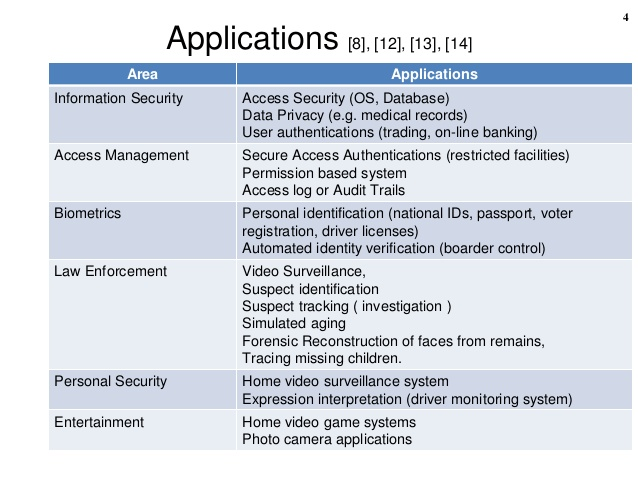 4
Applications [8], [12], [13], [14]
Area Applications
Information Security Access Security (OS, Database)
Data Privacy (e.g. medical records)
User authentications (trading, on-line banking)
Access Management Secure Access Authentications (restricted facilities)
Permission based system
Access log or Audit Trails
Biometrics Personal identification (national IDs, passport, voter
registration, driver licenses)
Automated identity verification (boarder control)
Law Enforcement Video Surveillance,
Suspect identification
Suspect tracking ( investigation )
Simulated aging
Forensic Reconstruction of faces from remains,
Tracing missing children.
Personal Security Home video surveillance system
Expression interpretation (driver monitoring system)
Entertainment Home video game systems
Photo camera applications